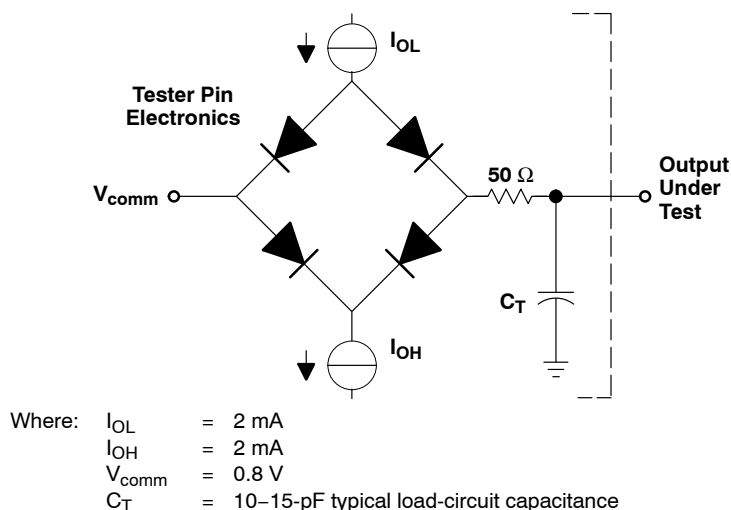 I_OL
Tester Pin
Electronics
V_comm
50 Ω
Output
Under
Test
C_T
I_OH
Where: I_OL = 2 mA
I_OH = 2 mA
V_comm = 0.8 V
C_T = 10–15-pF typical load-circuit capacitance